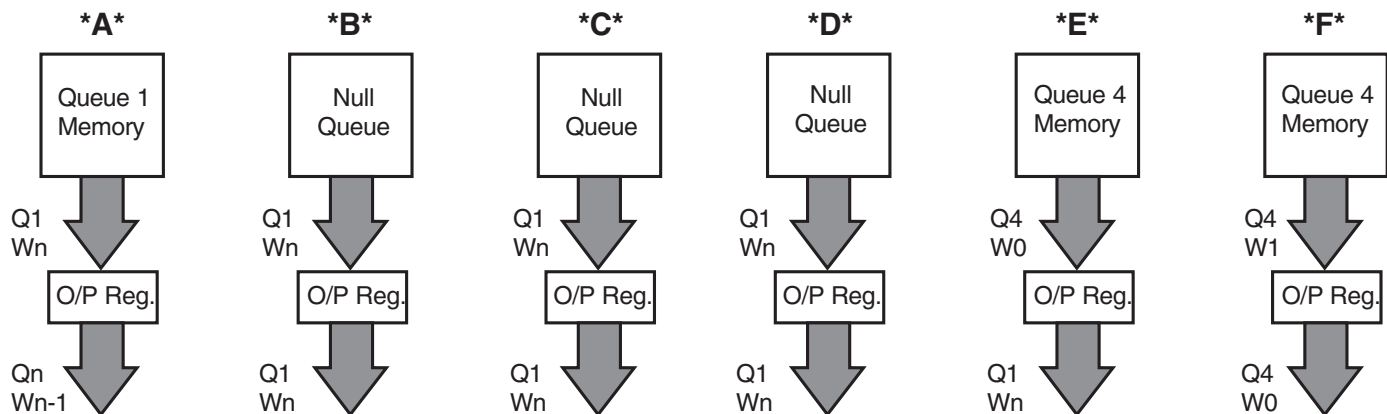 *A*
*B*
*C*
*D*
*E*
*F*
Queue 1
Memory
Null
Queue
Null
Queue
Null
Queue
Queue 4
Memory
Queue 4
Memory
Q1
Wn
Q1
Wn
Q1
Wn
Q1
Wn
Q4
W0
Q4
W1
O/P Reg.
O/P Reg.
O/P Reg.
O/P Reg.
O/P Reg.
O/P Reg.
Qn
Wn-1
Q1
Wn
Q1
Wn
Q1
Wn
Q1
Wn
Q4
W0